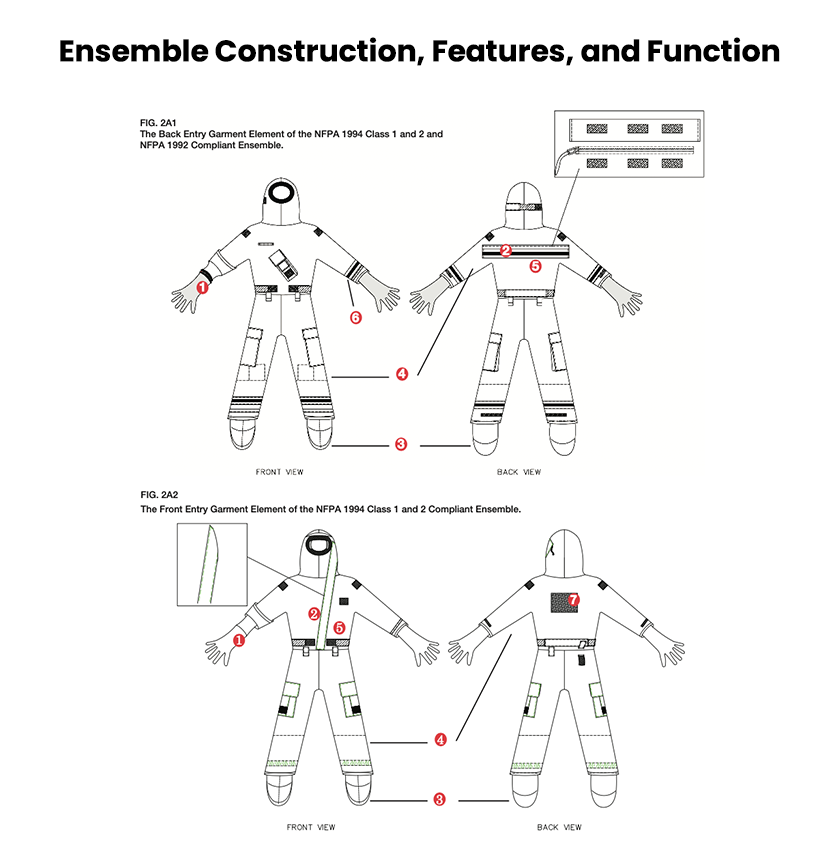 Ensemble Construction, Features, and Function
FIG. 2A1
The Back Entry Garment Element of the NFPA 1994 Class 1 and 2 and
NFPA 1992 Compliant Ensemble.
2
5
1
6
4
3
FRONT VIEW
BACK VIEW
FIG. 2A2
The Front Entry Garment Element of the NFPA 1994 Class 1 and 2 Compliant Ensemble.
7
2
5
1
4
3
FRONT VIEW
BACK VIEW